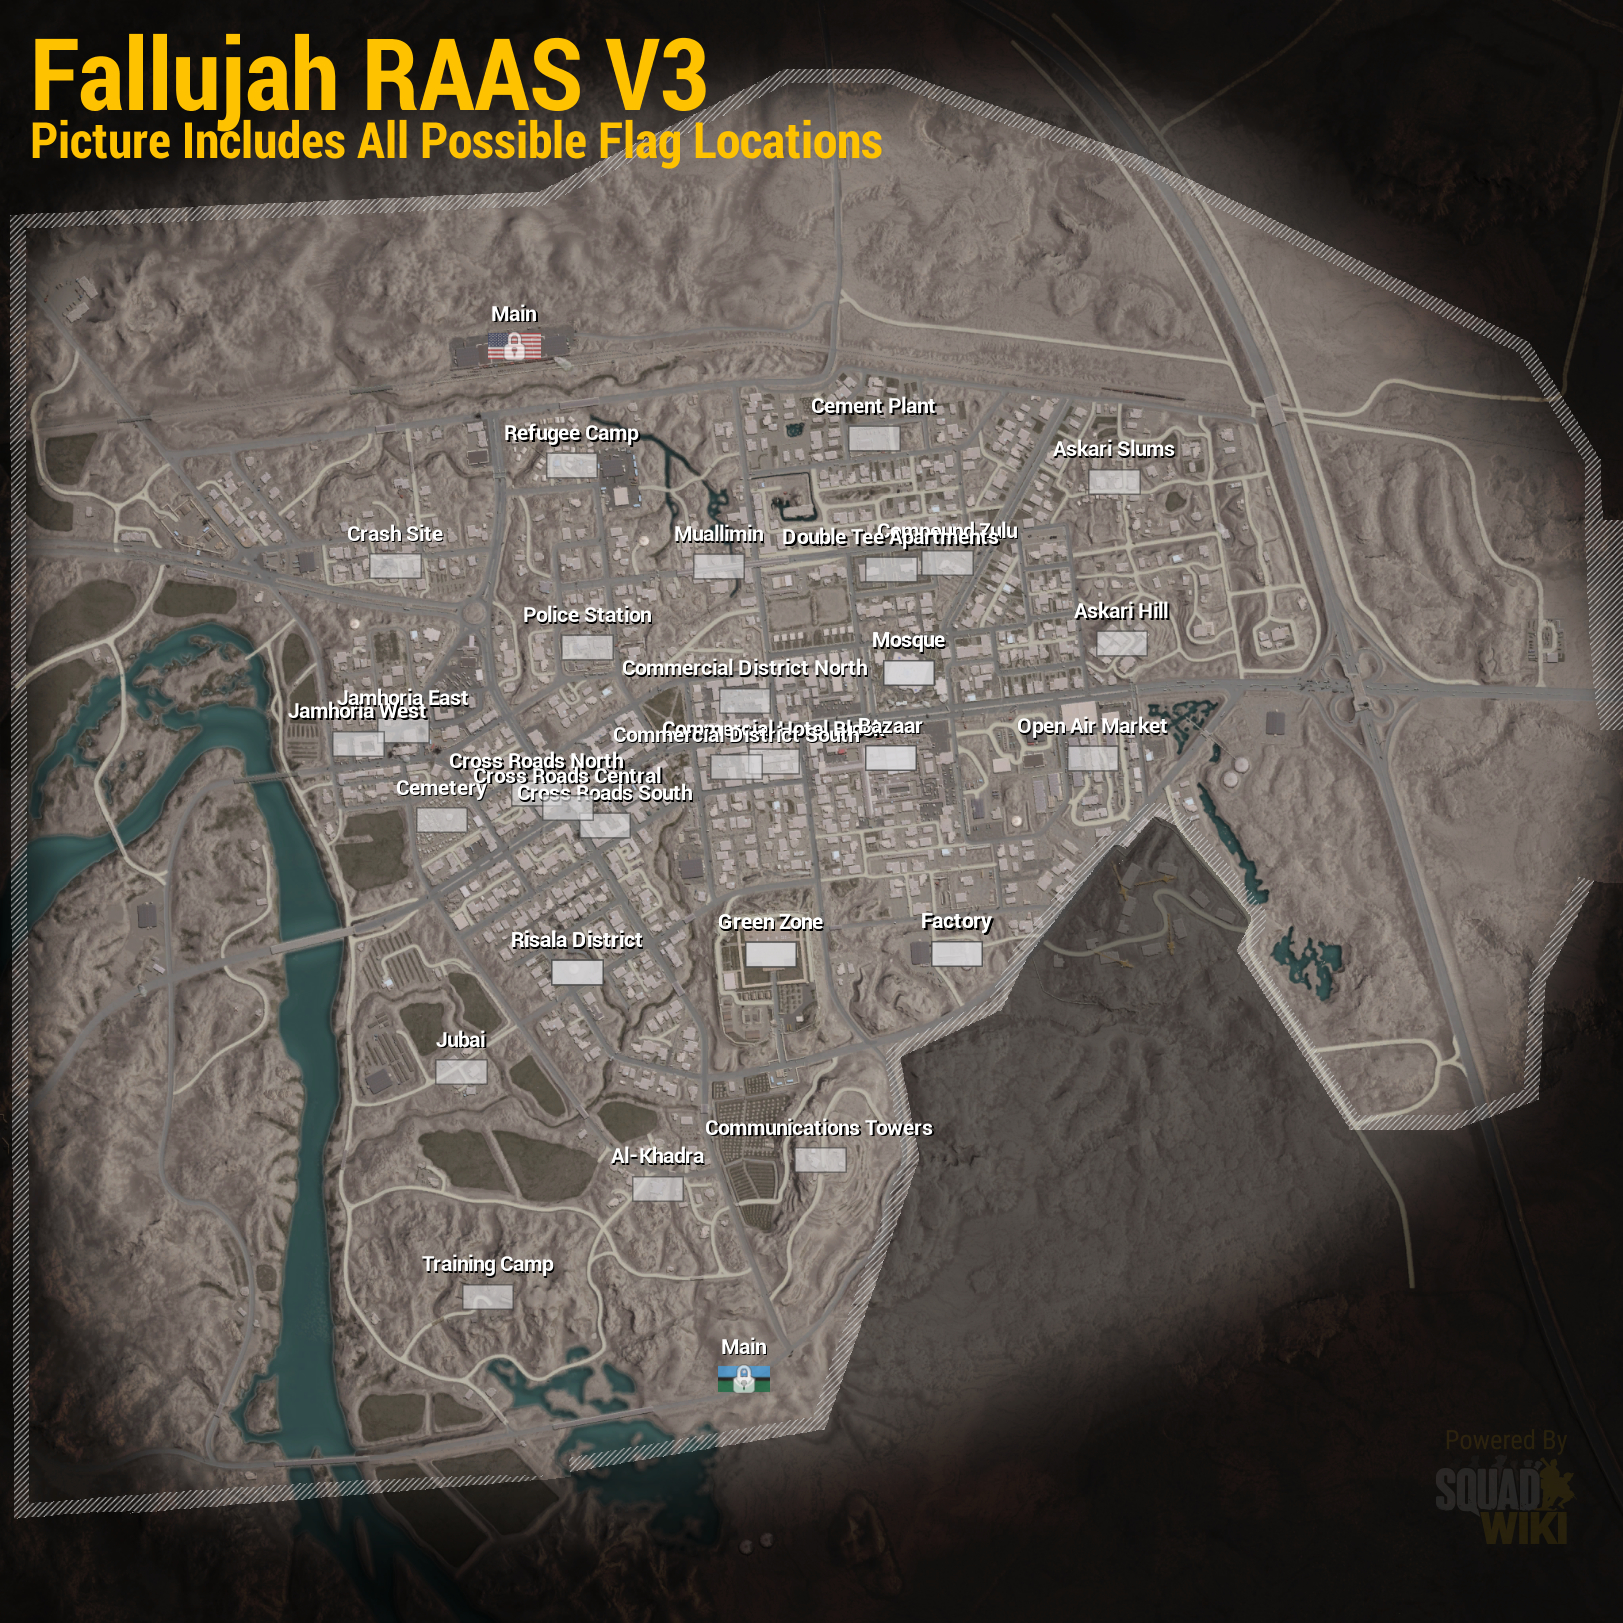 Fallujah RAAS V3
Picture Includes All Possible Flag Locations
Main
Cement Plant
Refugee Camp
Askari Slums
Crash Site
Muallimin
Double Tee Apartments
Compound Zulu
Police Station
Askari Hill
Mosque
Commercial District North
Jamhoria East
Jamhoria West
Commercial Hotel
Bazaar
Commercial District South
Open Air Market
Cross Roads North
Cross Roads Central
Cemetery
Cross Roads South
Green Zone
Factory
Risala District
Jubai
Communications Towers
Al-Khadra
Training Camp
Main
Powered By
SQUAD
WIKI